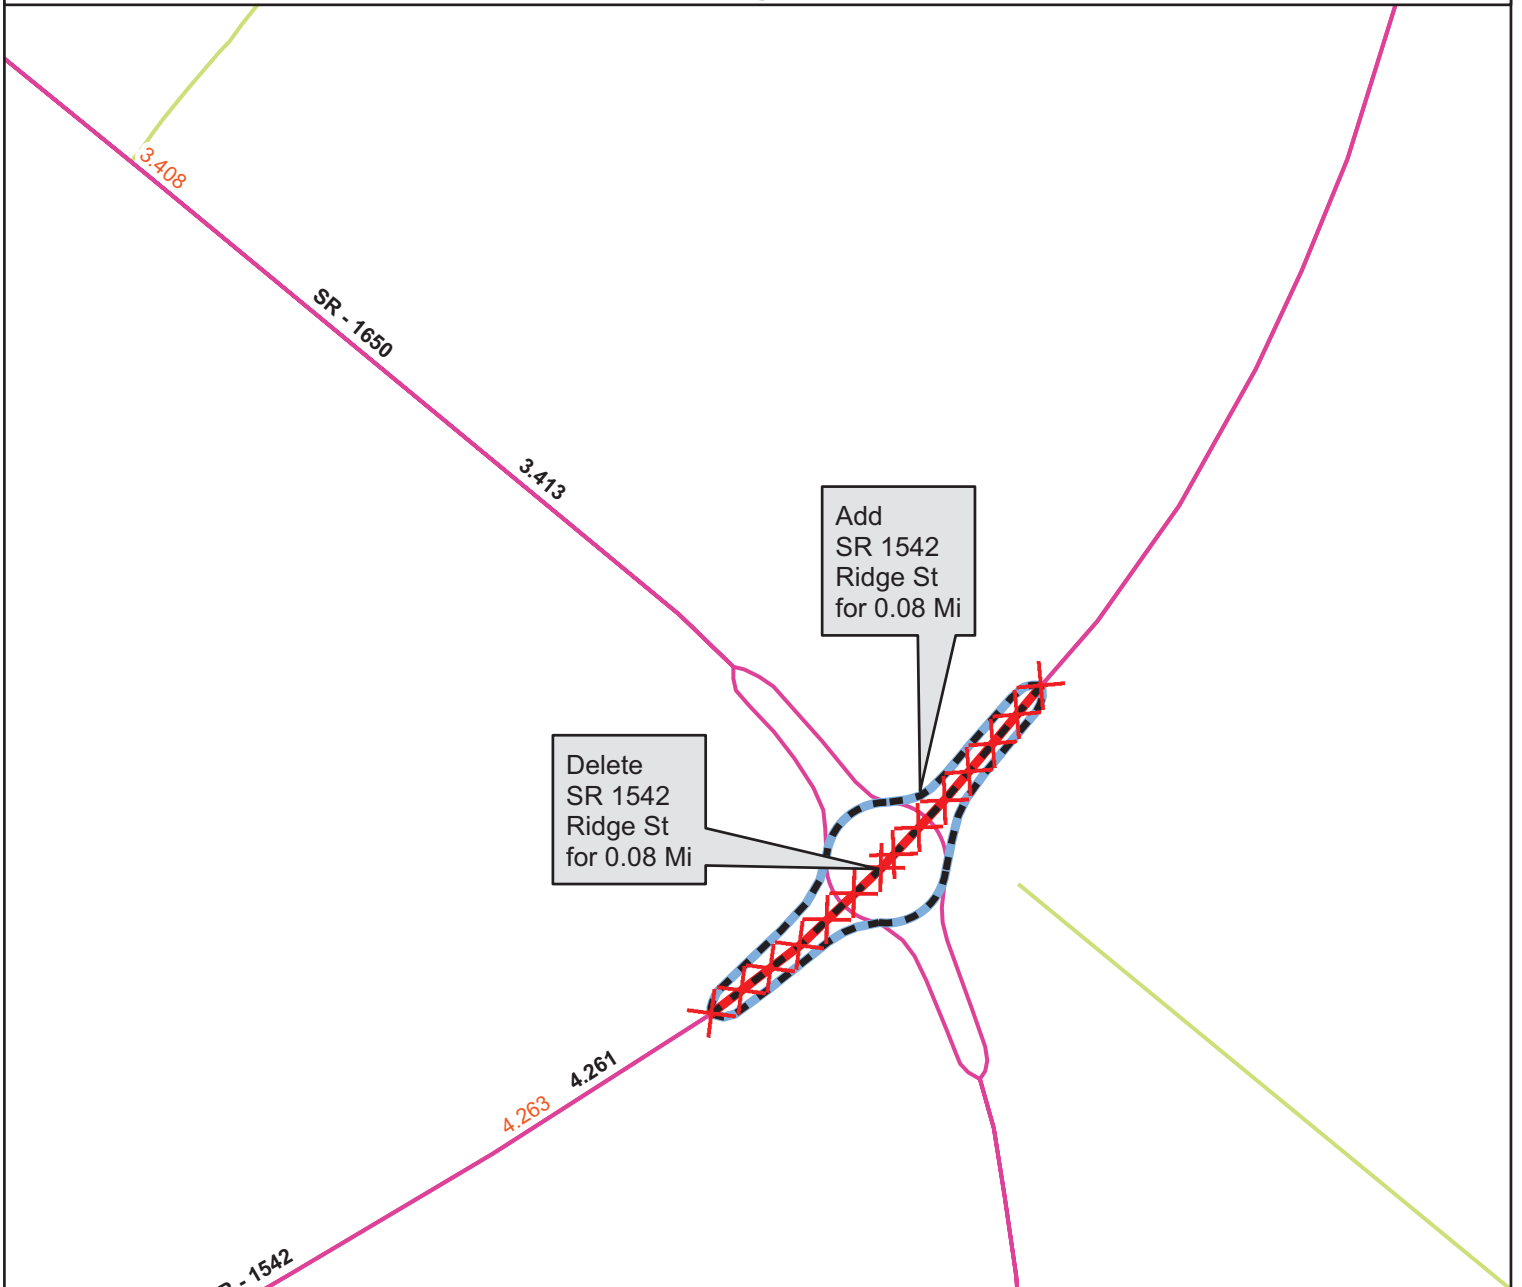 3.408
SR - 1650
3.413
Add
SR 1542
Ridge St
for 0.08 Mi
Delete
SR 1542
Ridge St
for 0.08 Mi
4.261
4.263
- 1542